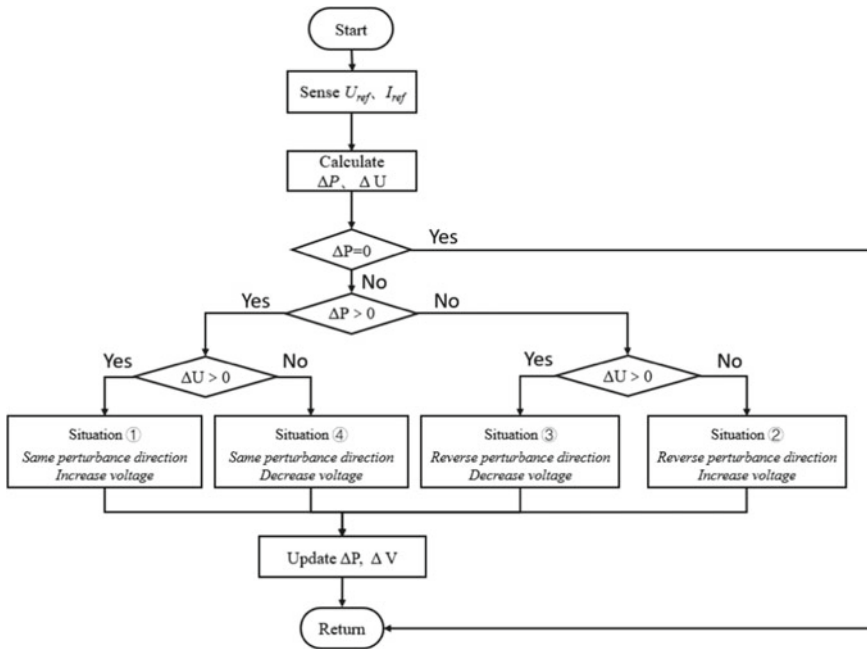 Start
Sense U_ref、 I_ref
Calculate
ΔP、 Δ U
ΔP=0
Yes
No
ΔP > 0
Yes
No
ΔU > 0
Yes
No
ΔU > 0
Yes
No
Situation ①
Same perturbance direction
Increase voltage
Situation ④
Same perturbance direction
Decrease voltage
Situation ③
Reverse perturbance direction
Decrease voltage
Situation ②
Reverse perturbance direction
Increase voltage
Update ΔP, Δ V
Return